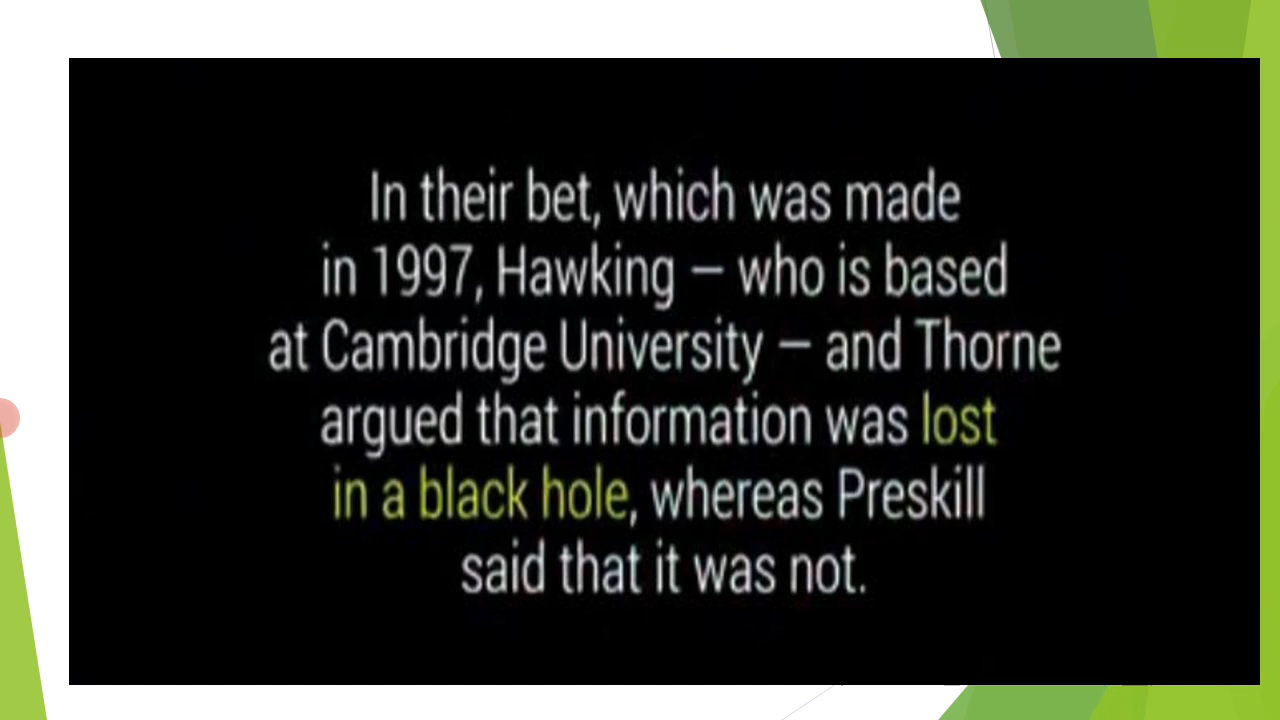 In their bet, which was made
in 1997, Hawking — who is based
at Cambridge University — and Thorne
argued that information was lost
in a black hole, whereas Preskill
said that it was not.